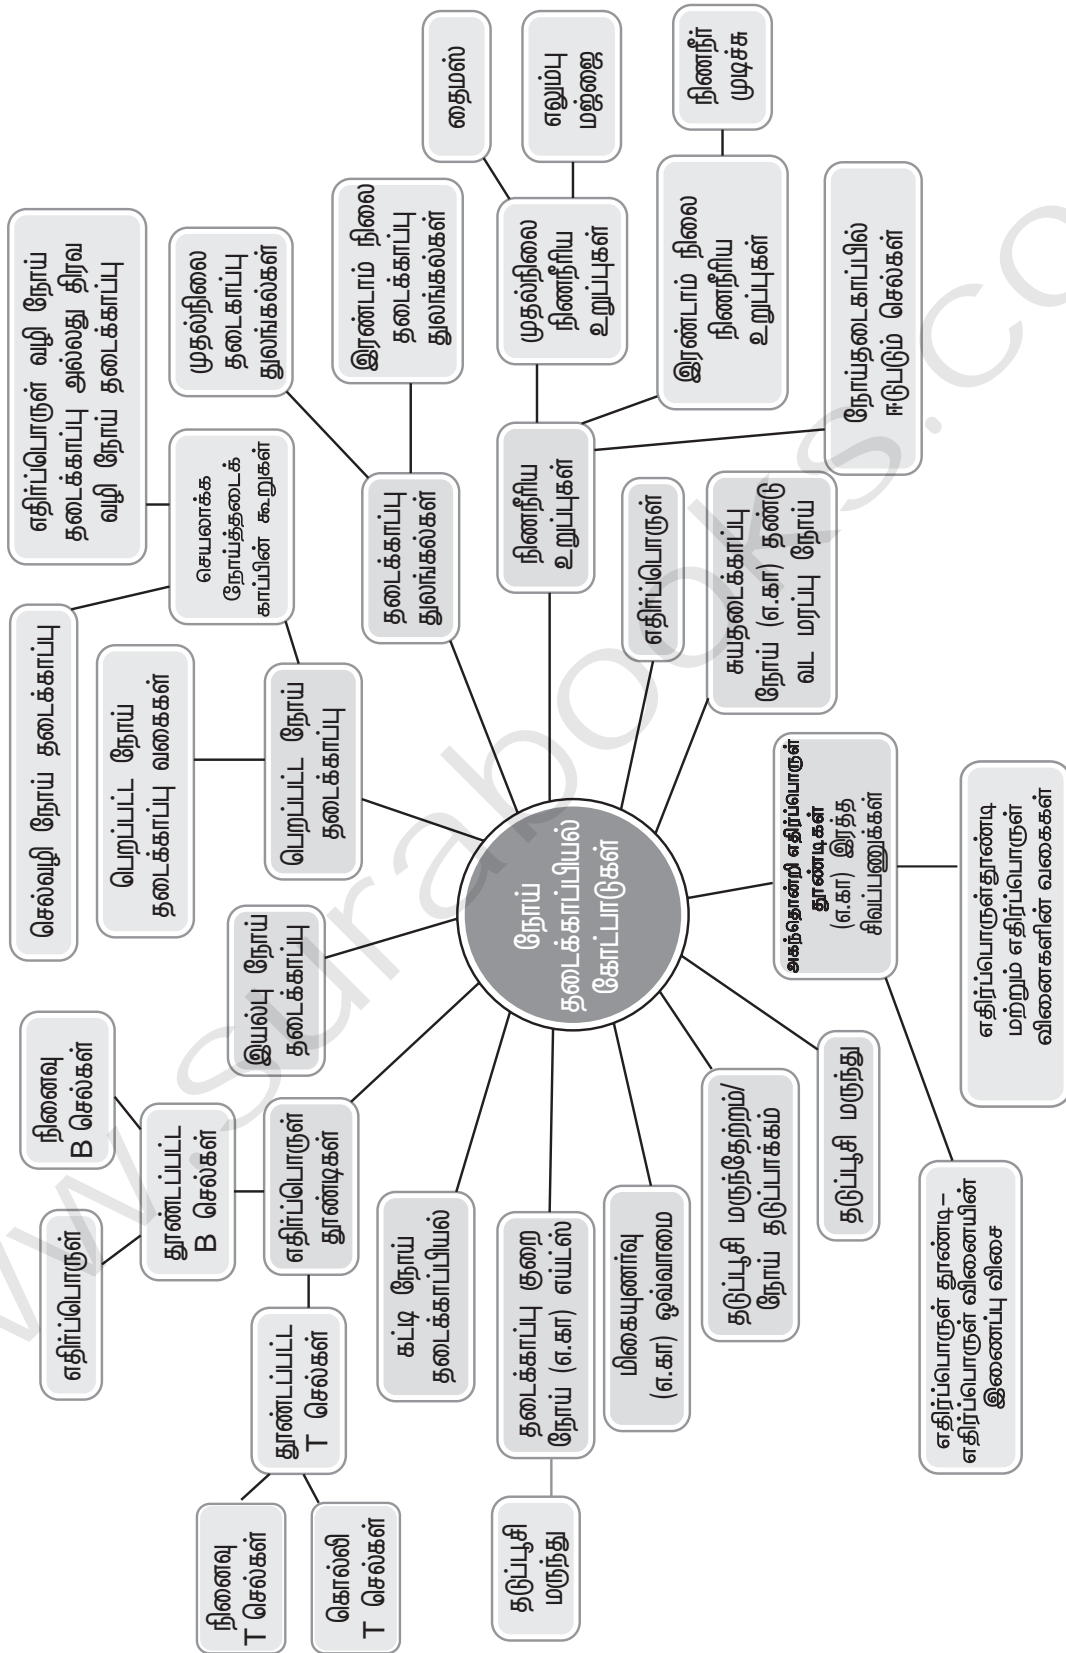 நோய்
தடைக்காப்பியல்
கோட்பாடுகள்
இயல்பு நோய்
தடைக்காப்பு
பெறப்பட்ட நோய்
தடைக்காப்பு
பெறப்பட்ட நோய்
தடைக்காப்பு வகைகள்
செயலாக்க
நோய்த்தடைக்
காப்பின் கூறுகள்
செல்வழி நோய் தடைக்காப்பு
எதிர்பொருள் வழி நோய்
தடைக்காப்பு அல்லது திரவ
வழி நோய் தடைக்காப்பு
தடைக்காப்பு
துலங்கல்கள்
முதல்நிலை
தடைகாப்பு
துலங்கல்கள்
இரண்டாம் நிலை
தடைக்காப்பு
துலங்கல்கள்
நிணநீரிய
உறுப்புகள்
முதல்நிலை
நிணநீரிய
உறுப்புகள்
தைமஸ்
எலும்பு
மஜ்ஜை
இரண்டாம் நிலை
நிணநீரிய
உறுப்புகள்
நிணநீர்
முடிச்சு
நோய்தடைகாப்பில்
ஈடுபடும் செல்கள்
எதிர்ப்பொருள்
சுயதடைக்காப்பு
நோய் (எ.கா) தண்டு
வட மரப்பு நோய்
அகந்தொன்றி எதிர்ப்பொருள்
தூண்டிகள்
(எ.கா) இரத்த
சிவப்பணுக்கள்
எதிர்பொருள்தூண்டி
மற்றும் எதிர்பொருள்
வினைகளின் வகைகள்
எதிர்ப்பொருள் தூண்டி–
எதிர்ப்பொருள் வினையின்
இணைப்பு விசை
தடுப்பூசி மருந்து
தடுப்பூசி மருந்தேற்றம்/
நோய் தடுப்பாக்கம்
மிகையுணர்வு
(எ.கா) ஒவ்வாமை
தடைக்காப்பு குறை
நோய் (எ.கா) எய்ட்ஸ்
தடுப்பூசி
மருந்து
கட்டி நோய்
தடைக்காப்பியல்
எதிர்ப்பொருள்
தூண்டிகள்
தூண்டப்பட்ட
B செல்கள்
நினைவு
B செல்கள்
எதிர்ப்பொருள்
தூண்டப்பட்ட
T செல்கள்
நினைவு
T செல்கள்
கொல்லி
T செல்கள்